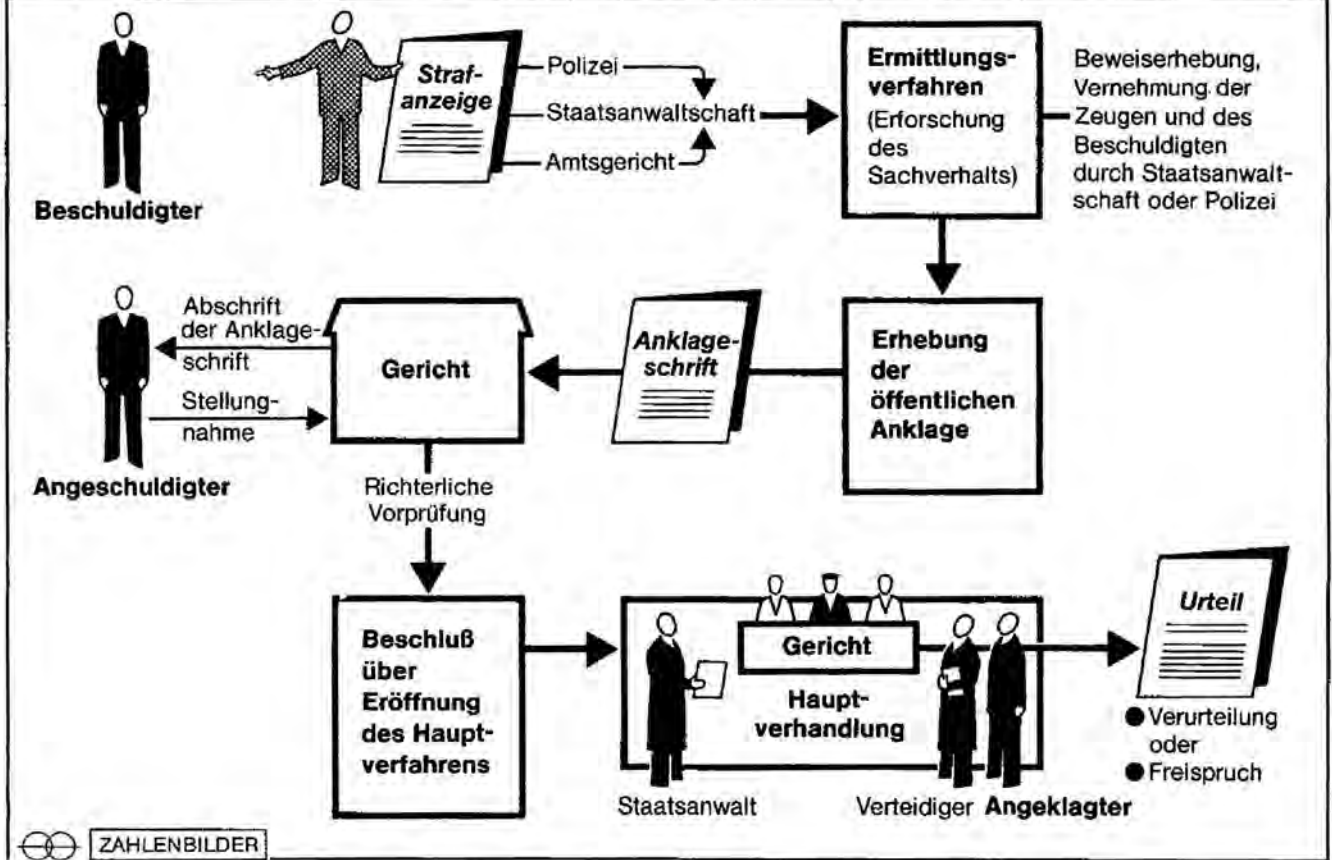 Straf-
anzeige
Polizei
Staatsanwaltschaft
Amtsgericht
Ermittlungs-
verfahren
(Erforschung
des
Sachverhalts)
Beweiserhebung,
Vernehmung der
Zeugen und des
Beschuldigten
durch Staatsanwalt-
schaft oder Polizei
Beschuldigter
Abschrift
der Anklage-
schrift
Stellung-
nahme
Angeschuldigter
Gericht
Anklage-
schrift
Erhebung
der
öffentlichen
Anklage
Richterliche
Vorprüfung
Beschluß
über
Eröffnung
des Haupt-
verfahrens
Gericht
Haupt-
verhandlung
Staatsanwalt
Verteidiger Angeklagter
Urteil
● Verurteilung
oder
● Freispruch
ZAHLENBILDER